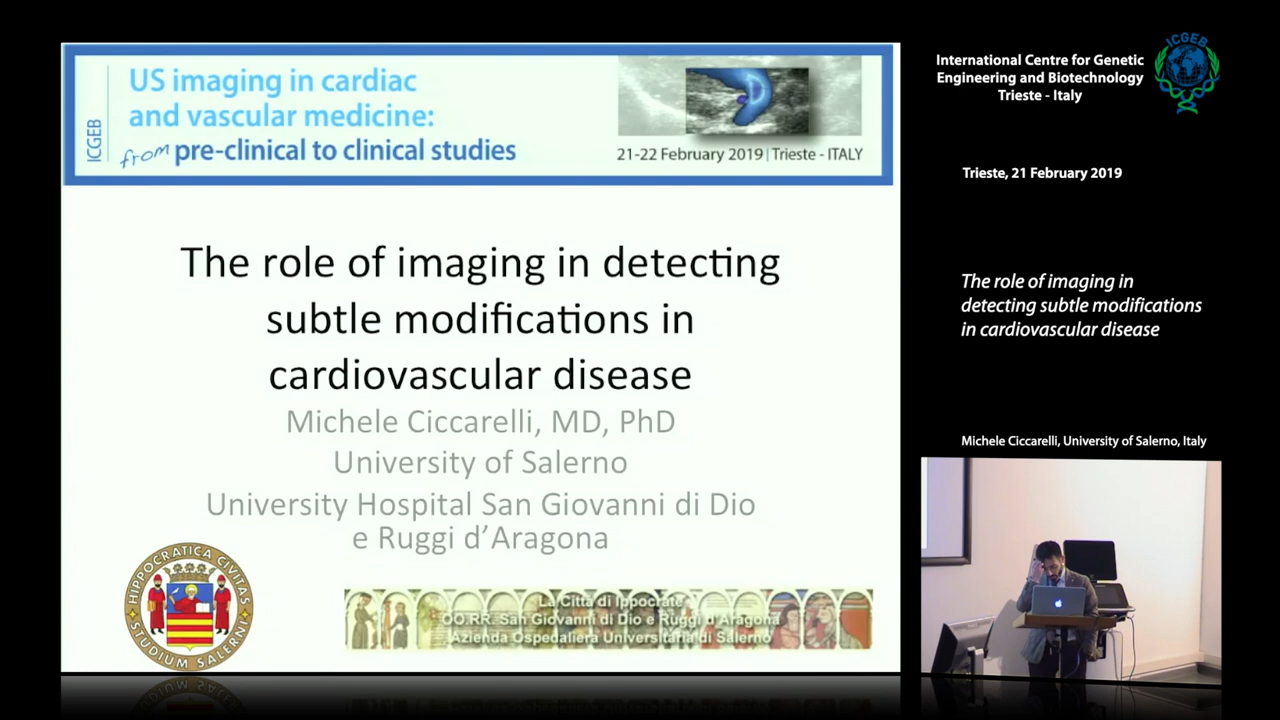 ICGEB
US imaging in cardiac
and vascular medicine:
from pre-clinical to clinical studies
21-22 February 2019 | Trieste - ITALY
The role of imaging in detecting
subtle modifications in
cardiovascular disease
Michele Ciccarelli, MD, PhD
University of Salerno
University Hospital San Giovanni di Dio
e Ruggi d'Aragona
HIPPOCRATICA CIVITAS
STUDIUM SALERNI
La Città di Ippocrate
OO.RR. San Giovanni di Dio e Ruggi d'Aragona
Azienda Ospedaliera Universitaria di Salerno
International Centre for Genetic
Engineering and Biotechnology
Trieste - Italy
ICGEB
Trieste, 21 February 2019
The role of imaging in
detecting subtle modifications
in cardiovascular disease
Michele Ciccarelli, University of Salerno, Italy